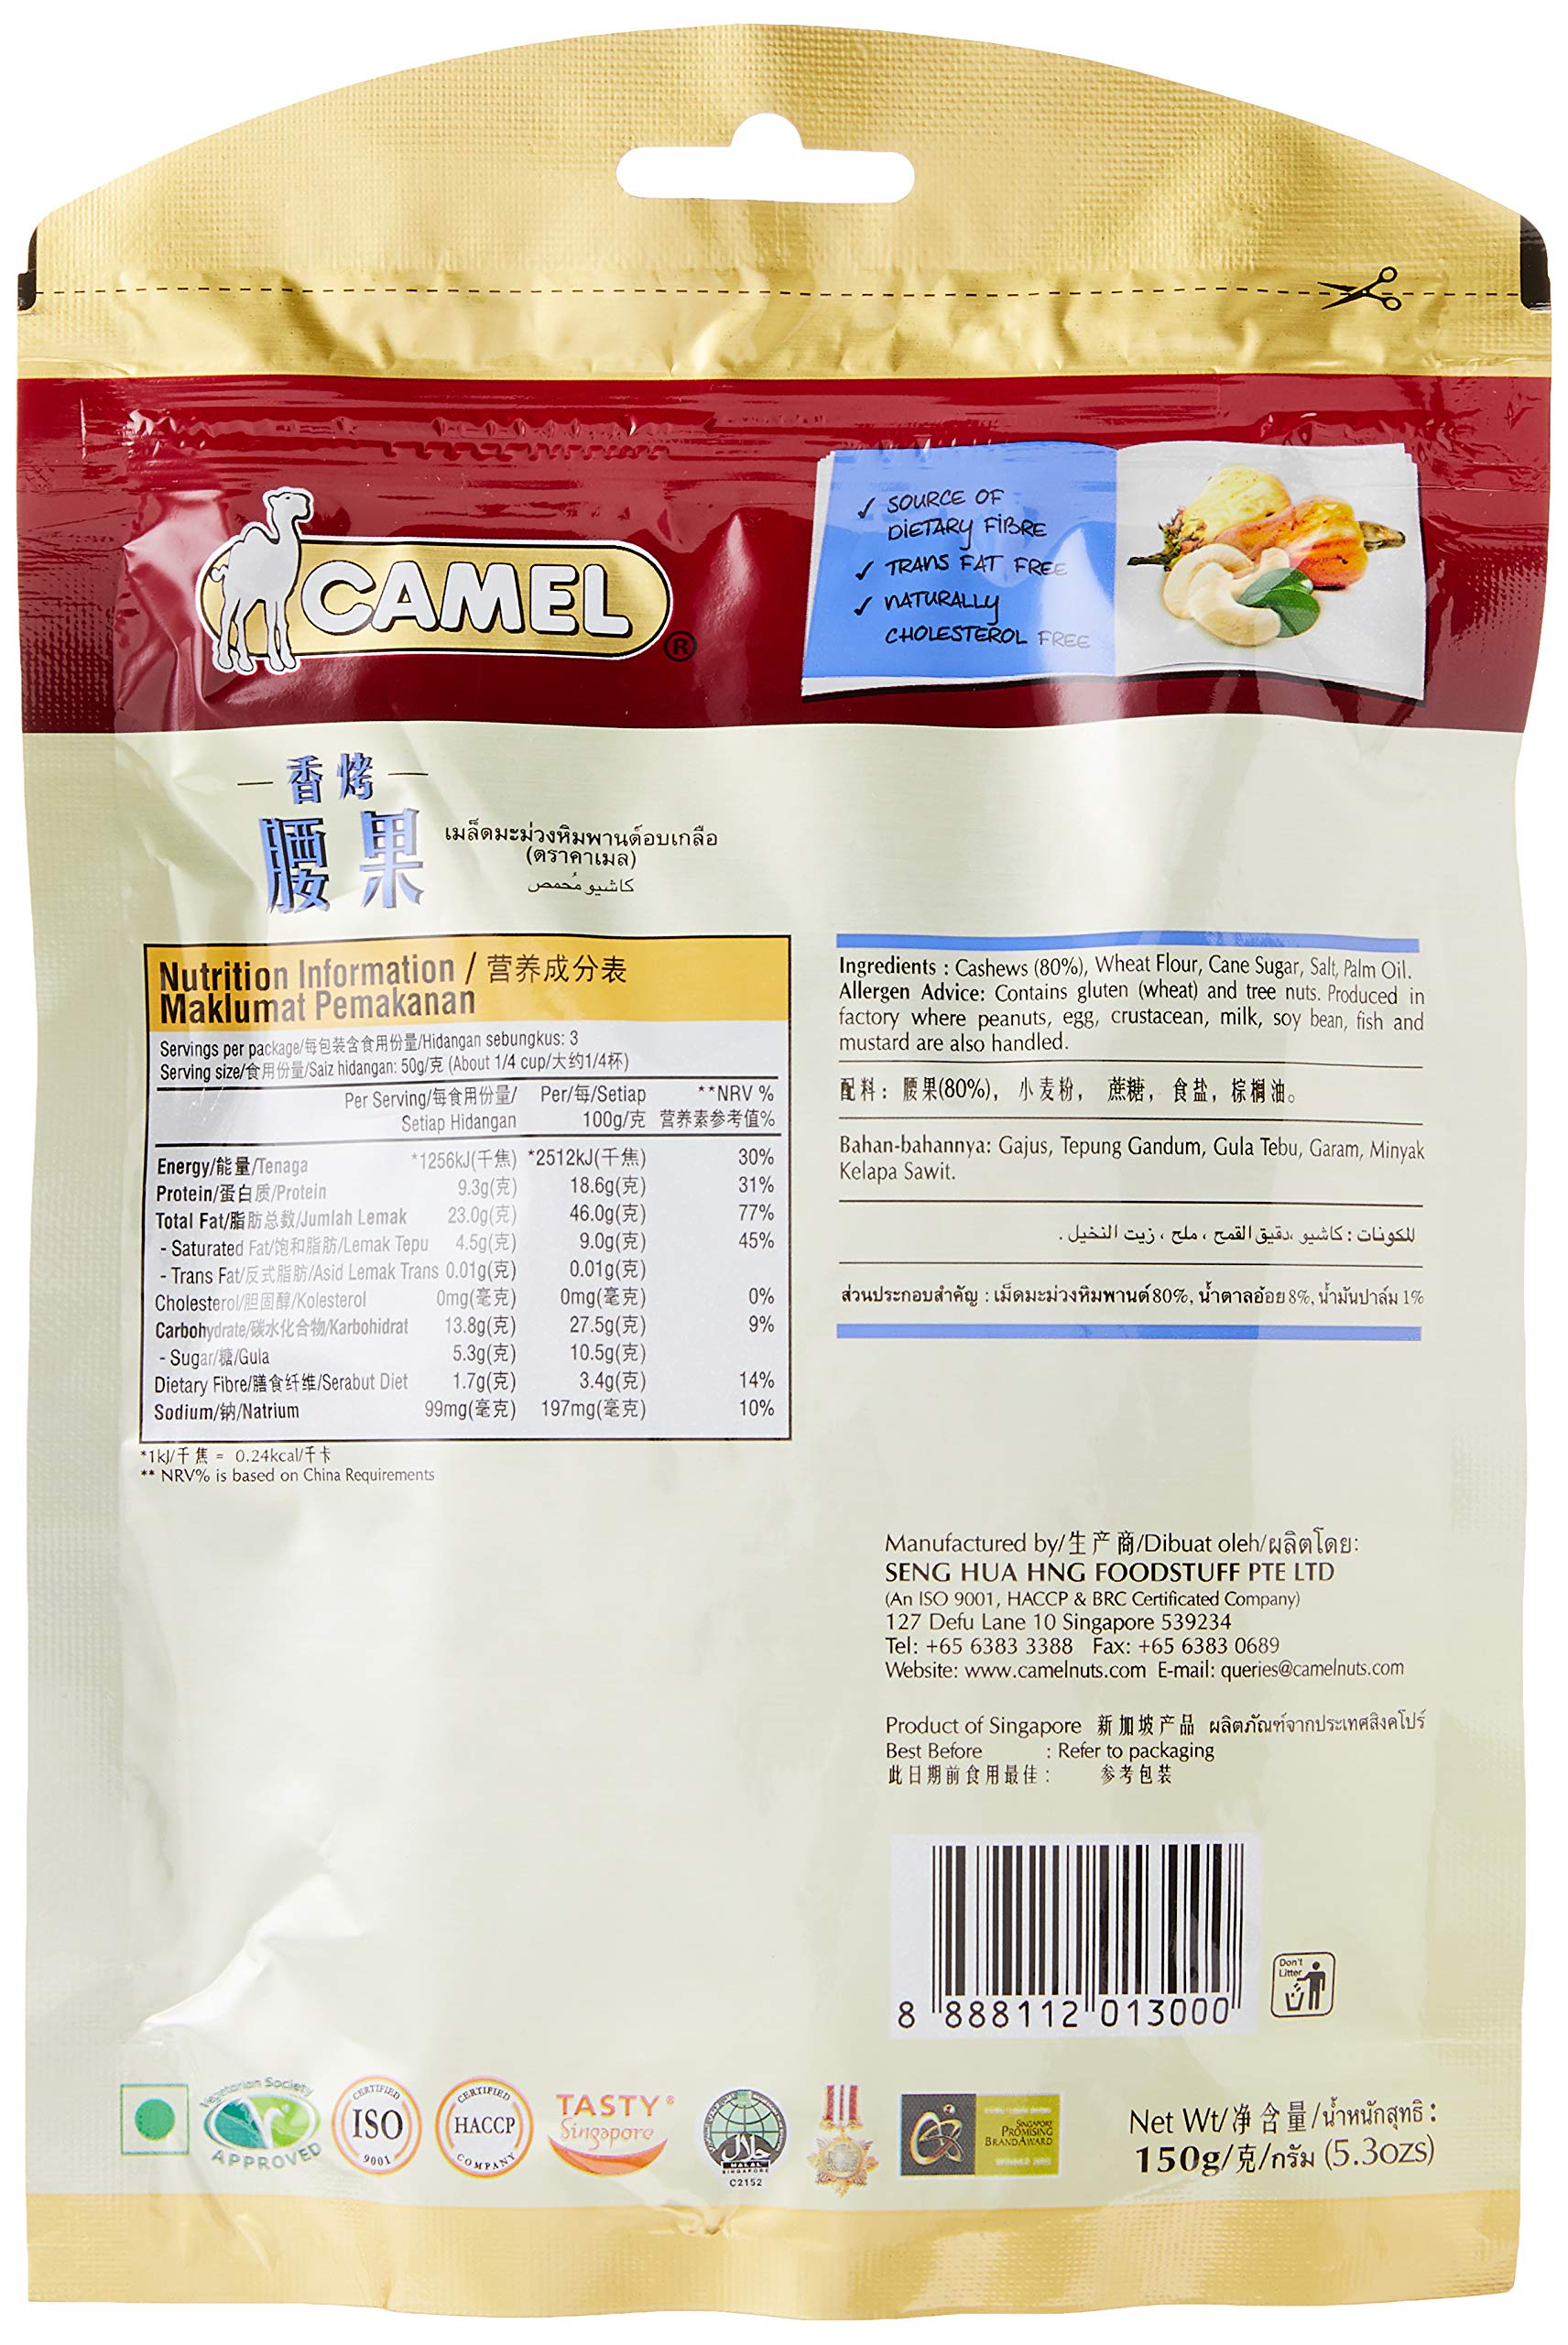 CAMEL ®
✓ SOURCE OF
DIETARY FIBRE
✓ TRANS FAT FREE
✓ NATURALLY
CHOLESTEROL FREE
香烤
腰果
เมล็ดมะม่วงหิมพานต์อบเกลือ
(ตราคาเมล)
كاشيو مُحمص
Nutrition Information / 营养成分表
Maklumat Pemakanan
Servings per package/每包装含食用份量/Hidangan sebungkus: 3
Serving size/食用份量/Saiz hidangan: 50g/克 (About 1/4 cup/大约1/4杯)
Per Serving/每食用份量/ Per/每/Setiap **NRV %
Setiap Hidangan 100g/克 营养素参考值%
Energy/能量/Tenaga *1256kJ(千焦) *2512kJ(千焦) 30%
Protein/蛋白质/Protein 9.3g(克) 18.6g(克) 31%
Total Fat/脂肪总数/Jumlah Lemak 23.0g(克) 46.0g(克) 77%
- Saturated Fat/饱和脂肪/Lemak Tepu 4.5g(克) 9.0g(克) 45%
- Trans Fat/反式脂肪/Asid Lemak Trans 0.01g(克) 0.01g(克)
Cholesterol/胆固醇/Kolesterol 0mg(毫克) 0mg(毫克) 0%
Carbohydrate/碳水化合物/Karbohidrat 13.8g(克) 27.5g(克) 9%
- Sugar/糖/Gula 5.3g(克) 10.5g(克)
Dietary Fibre/膳食纤维/Serabut Diet 1.7g(克) 3.4g(克) 14%
Sodium/钠/Natrium 99mg(毫克) 197mg(毫克) 10%
*1kJ/千焦 = 0.24kcal/千卡
** NRV% is based on China Requirements
Ingredients : Cashews (80%), Wheat Flour, Cane Sugar, Salt, Palm Oil.
Allergen Advice: Contains gluten (wheat) and tree nuts. Produced in
factory where peanuts, egg, crustacean, milk, soy bean, fish and
mustard are also handled.
配料：腰果(80%)，小麦粉，蔗糖，食盐，棕榈油。
Bahan-bahannya: Gajus, Tepung Gandum, Gula Tebu, Garam, Minyak
Kelapa Sawit.
للكونات : كاشيو ،دقيق القمح ، ملح ، زيت النخيل .
ส่วนประกอบสำคัญ : เม็ดมะม่วงหิมพานต์ 80%, น้ำตาลอ้อย 8%, น้ำมันปาล์ม 1%
Manufactured by/生产商/Dibuat oleh/ผลิตโดย:
SENG HUA HNG FOODSTUFF PTE LTD
(An ISO 9001, HACCP & BRC Certificated Company)
127 Defu Lane 10 Singapore 539234
Tel: +65 6383 3388 Fax: +65 6383 0689
Website: www.camelnuts.com E-mail: queries@camelnuts.com
Product of Singapore 新加坡产品 ผลิตภัณฑ์จากประเทศสิงคโปร์
Best Before : Refer to packaging
此日期前食用最佳： 参考包装
8 888112 013000
Don't
Litter
Vegetarian Society
APPROVED
CERTIFIED
ISO
9001
CERTIFIED
HACCP
COMPANY
TASTY
Singapore
حلال
HALAL
SINGAPORE
C2152
SINGAPORE
PROMISING
BRAND AWARD
Net Wt/净含量/น้ำหนักสุทธิ :
150g/克/กรัม (5.3ozs)